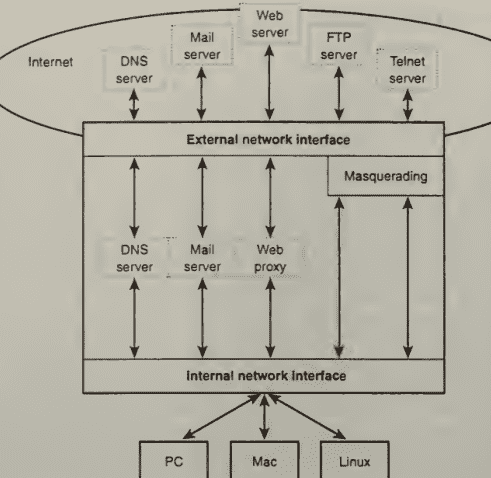 Internet
DNS
server
Mail
server
Web
server
FTP
server
Telnet
server
External network interface
Masquerading
DNS
server
Mail
server
Web
proxy
Internal network interface
PC
Mac
Linux